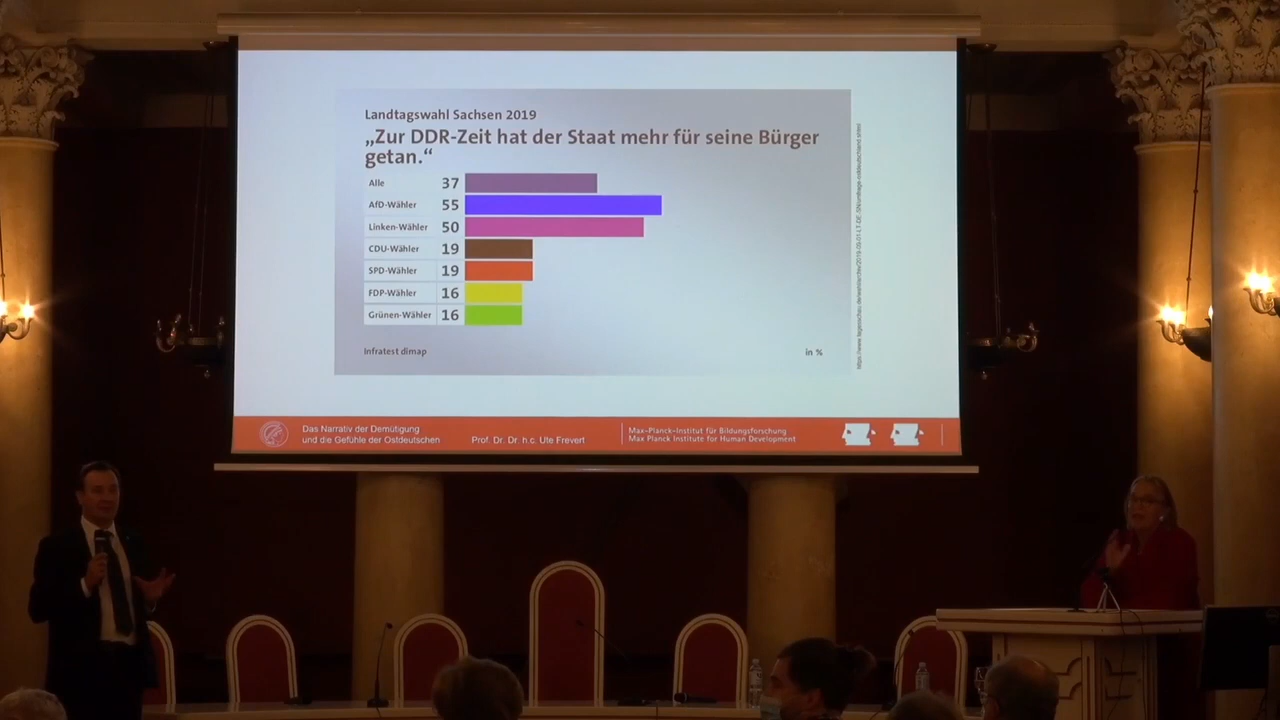 Landtagswahl Sachsen 2019
„Zur DDR-Zeit hat der Staat mehr für seine Bürger
getan.“
Alle 37
AfD-Wähler 55
Linken-Wähler 50
CDU-Wähler 19
SPD-Wähler 19
FDP-Wähler 16
Grünen-Wähler 16
Infratest dimap
in %
Das Narrativ der Demütigung
und die Gefühle der Ostdeutschen
Prof. Dr. Dr. h.c. Ute Frevert
Max-Planck-Institut für Bildungsforschung
Max Planck Institute for Human Development